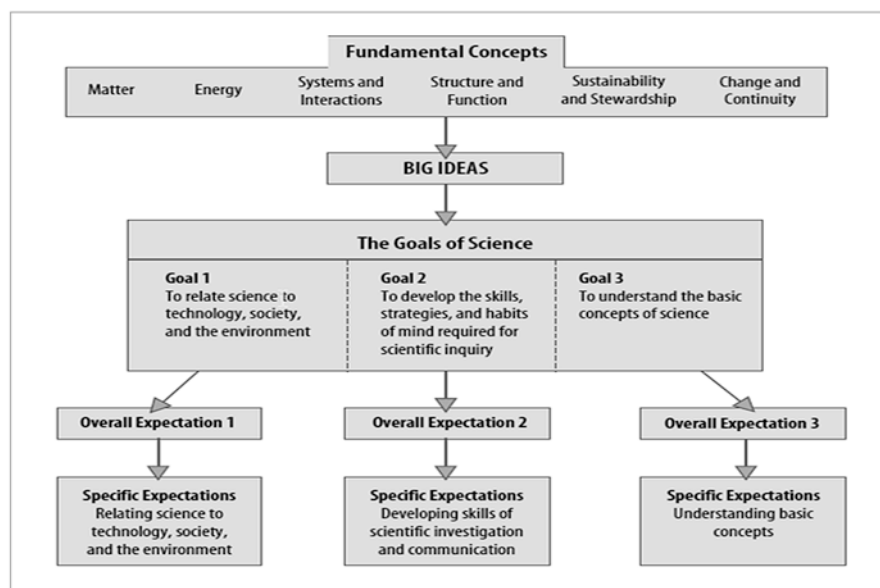 Fundamental Concepts
Matter
Energy
Systems and
Interactions
Structure and
Function
Sustainability
and Stewardship
Change and
Continuity
BIG IDEAS
The Goals of Science
Goal 1
To relate science to
technology, society,
and the environment
Goal 2
To develop the skills,
strategies, and habits
of mind required for
scientific inquiry
Goal 3
To understand the basic
concepts of science
Overall Expectation 1
Overall Expectation 2
Overall Expectation 3
Specific Expectations
Relating science to
technology, society,
and the environment
Specific Expectations
Developing skills of
scientific investigation
and communication
Specific Expectations
Understanding basic
concepts